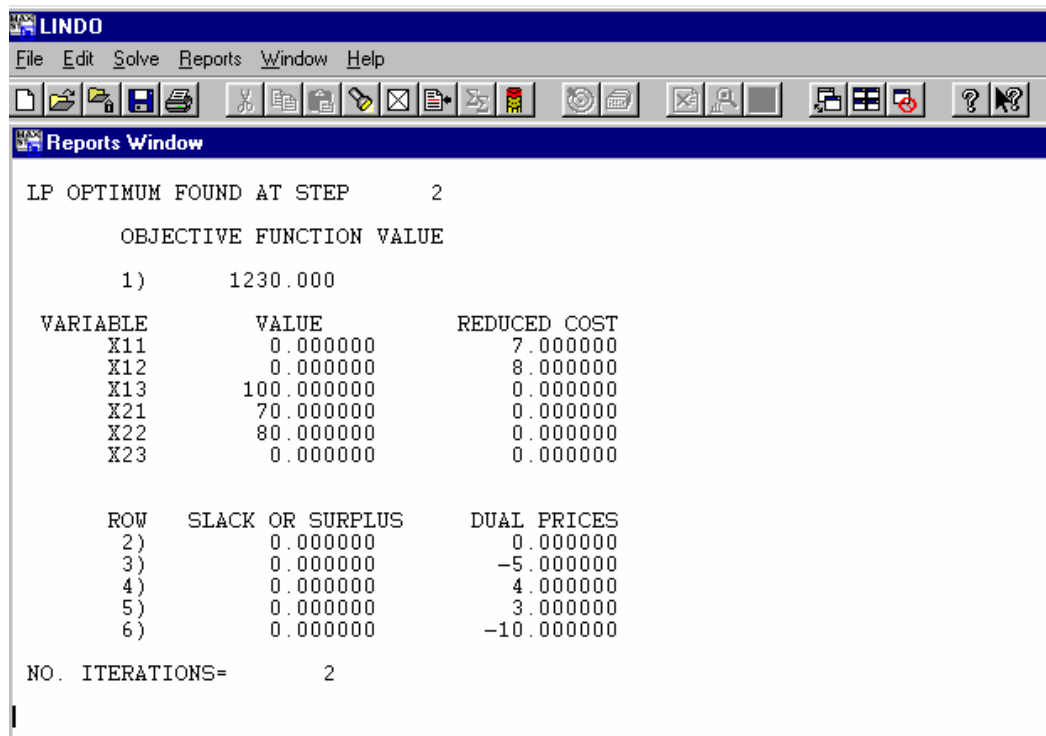 LINDO
File Edit Solve Reports Window Help
Reports Window
LP OPTIMUM FOUND AT STEP 2
OBJECTIVE FUNCTION VALUE
1) 1230.000
VARIABLE VALUE REDUCED COST
X11 0.000000 7.000000
X12 0.000000 8.000000
X13 100.000000 0.000000
X21 70.000000 0.000000
X22 80.000000 0.000000
X23 0.000000 0.000000
ROW SLACK OR SURPLUS DUAL PRICES
2) 0.000000 0.000000
3) 0.000000 -5.000000
4) 0.000000 4.000000
5) 0.000000 3.000000
6) 0.000000 -10.000000
NO. ITERATIONS= 2